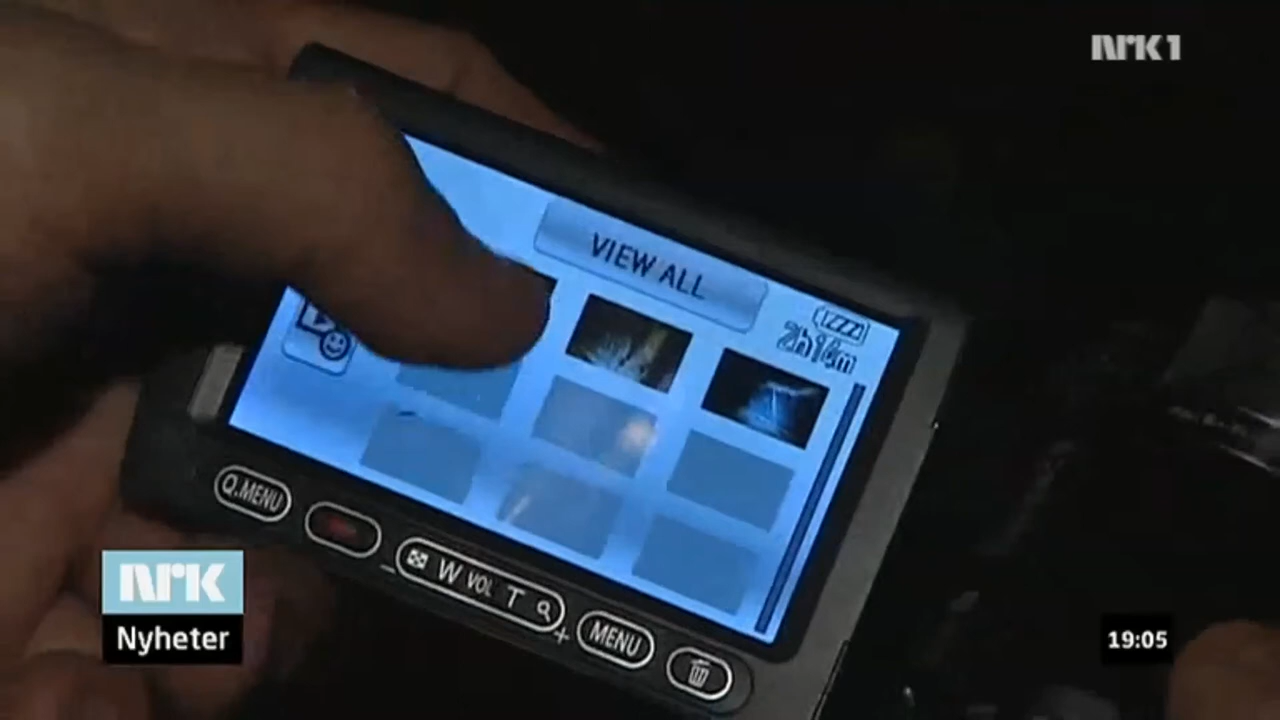 NRK1
VIEW ALL
2h16m
Q.MENU
W VOL T
MENU
NRK
Nyheter
19:05